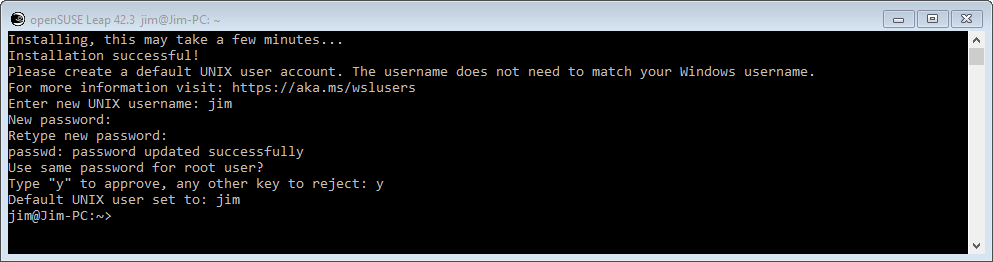 openSUSE Leap 42.3 jim@Jim-PC: ~
Installing, this may take a few minutes...
Installation successful!
Please create a default UNIX user account. The username does not need to match your Windows username.
For more information visit: https://aka.ms/wslusers
Enter new UNIX username: jim
New password:
Retype new password:
passwd: password updated successfully
Use same password for root user?
Type "y" to approve, any other key to reject: y
Default UNIX user set to: jim
jim@Jim-PC:~>